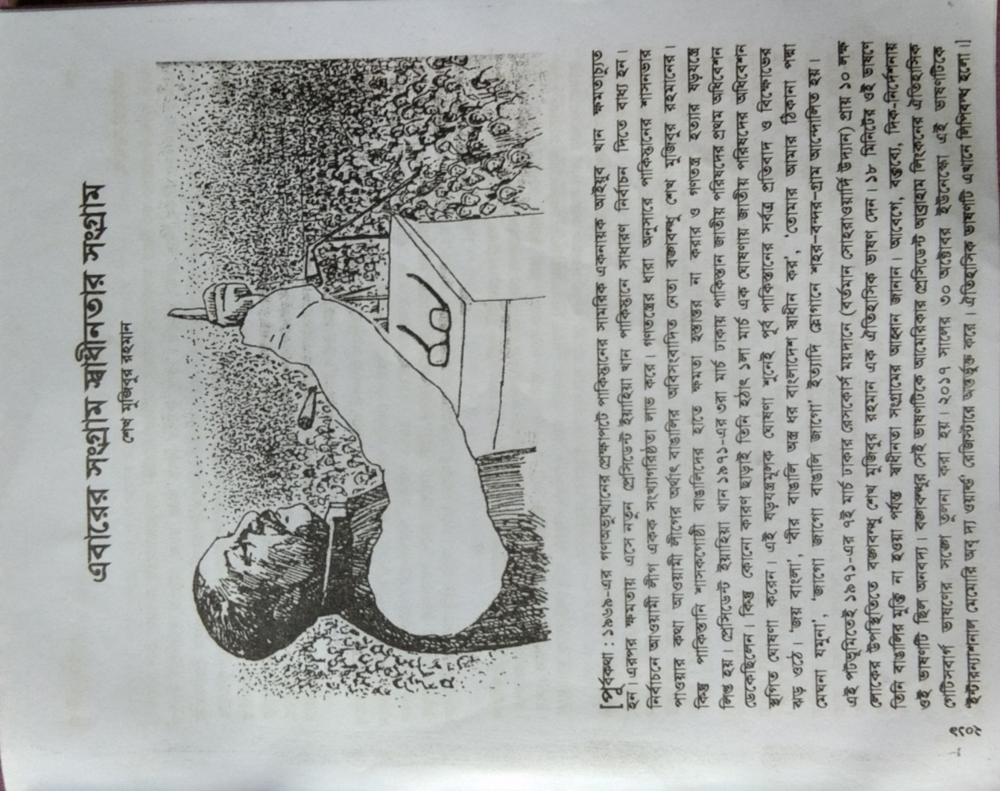 এবারের সংগ্রাম স্বাধীনতার সংগ্রাম
শেখ মুজিবুর রহমান
[পূর্বকথা : ১৯৬৯-এর গণঅভ্যুত্থানের প্রেক্ষাপটে পাকিস্তানের সামরিক একনায়ক আইয়ুব খান ক্ষমতাচ্যুত
হন। এরপর ক্ষমতায় এসে নতুন প্রেসিডেন্ট ইয়াহিয়া খান পাকিস্তানে সাধারণ নির্বাচন দিতে বাধ্য হন।
নির্বাচনে আওয়ামী লীগ একক সংখ্যাগরিষ্ঠতা লাভ করে। গণতন্ত্রের ধারা অনুসারে পাকিস্তানের শাসনভার
পাওয়ার কথা আওয়ামী লীগের অর্থাৎ বাঙালির অবিসংবাদিত নেতা বঙ্গবন্ধু শেখ মুজিবুর রহমানের।
কিন্তু পাকিস্তানি শাসকগোষ্ঠী বাঙালিদের হাতে ক্ষমতা হস্তান্তর না করার ও গণতন্ত্র হত্যার ষড়যন্ত্রে
লিপ্ত হয়। প্রেসিডেন্ট ইয়াহিয়া খান ১৯৭১-এর ৩রা মার্চ ঢাকায় পাকিস্তান জাতীয় পরিষদের প্রথম অধিবেশন
ডেকেছিলেন। কিন্তু কোনো কারণ ছাড়াই তিনি হঠাৎ ১লা মার্চ এক ঘোষণায় জাতীয় পরিষদের অধিবেশন
স্থগিত ঘোষণা করেন। এই ষড়যন্ত্রমূলক ঘোষণা শুনেই পূর্ব পাকিস্তানের সর্বত্র প্রতিবাদ ও বিক্ষোভের
ঝড় ওঠে। ‘জয় বাংলা’, ‘বীর বাঙালি অস্ত্র ধর বাংলাদেশ স্বাধীন কর’, ‘তোমার আমার ঠিকানা পদ্মা
মেঘনা যমুনা’, ‘জাগো জাগো বাঙালি জাগো’ ইত্যাদি স্লোগানে শহর-বন্দর-গ্রাম আন্দোলিত হয়।
এই পটভূমিতেই ১৯৭১-এর ৭ই মার্চ ঢাকার রেসকোর্স ময়দানে (বর্তমান সোহরাওয়ার্দি উদ্যান) প্রায় ১০ লক্ষ
লোকের উপস্থিতিতে বঙ্গবন্ধু শেখ মুজিবুর রহমান এক ঐতিহাসিক ভাষণ দেন। ১৮ মিনিটের ওই ভাষণে
তিনি বাঙালির মুক্তি না হওয়া পর্যন্ত স্বাধীনতা সংগ্রামের আহ্বান জানান। আবেগে, বক্তব্যে, দিক-নির্দেশনায়
ওই ভাষণটি ছিল অনবদ্য। বঙ্গবন্ধুর সেই ভাষণটিকে আমেরিকার প্রেসিডেন্ট আব্রাহাম লিংকনের ঐতিহাসিক
গেটিসবার্গ ভাষণের সঙ্গে তুলনা করা হয়। ২০১৭ সালের ৩০ অক্টোবর ইউনেস্কো এই ভাষণটিকে
‘ইন্টারন্যাশনাল মেমোরি অব্ দ্য ওয়ার্ল্ড’ রেজিস্টারে অন্তর্ভুক্ত করে। ঐতিহাসিক ভাষণটি এখানে লিপিবদ্ধ হলো।]